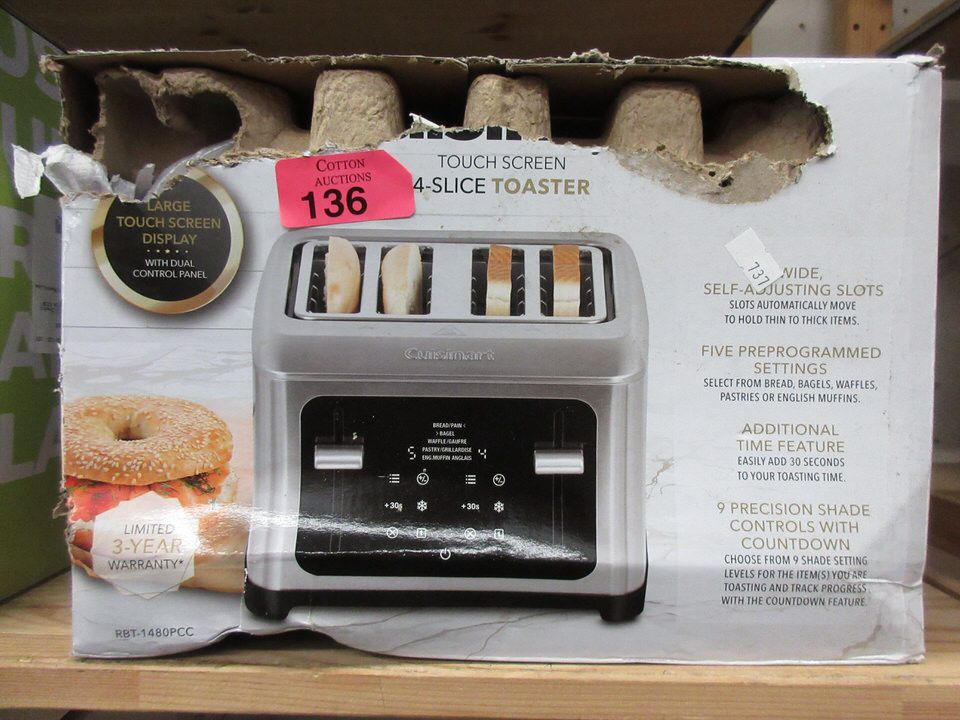 TOUCH SCREEN
4-SLICE TOASTER
COTTON
AUCTIONS
136
LARGE
TOUCH SCREEN
DISPLAY
WITH DUAL
CONTROL PANEL
737
WIDE,
SELF-ADJUSTING SLOTS
SLOTS AUTOMATICALLY MOVE
TO HOLD THIN TO THICK ITEMS.
FIVE PREPROGRAMMED
SETTINGS
SELECT FROM BREAD, BAGELS, WAFFLES,
PASTRIES OR ENGLISH MUFFINS.
ADDITIONAL
TIME FEATURE
EASILY ADD 30 SECONDS
TO YOUR TOASTING TIME.
9 PRECISION SHADE
CONTROLS WITH
COUNTDOWN
CHOOSE FROM 9 SHADE SETTING
LEVELS FOR THE ITEM(S) YOU ARE
TOASTING AND TRACK PROGRESS
WITH THE COUNTDOWN FEATURE.
Cuisinart
BREAD/PAIN <
> BAGEL
WAFFLE/GAUFRE
5 PASTRY/GRILLARDISE 4
ENG.MUFFIN ANGLAIS
+30s +30s
LIMITED
3-YEAR
WARRANTY*
RBT-1480PCC